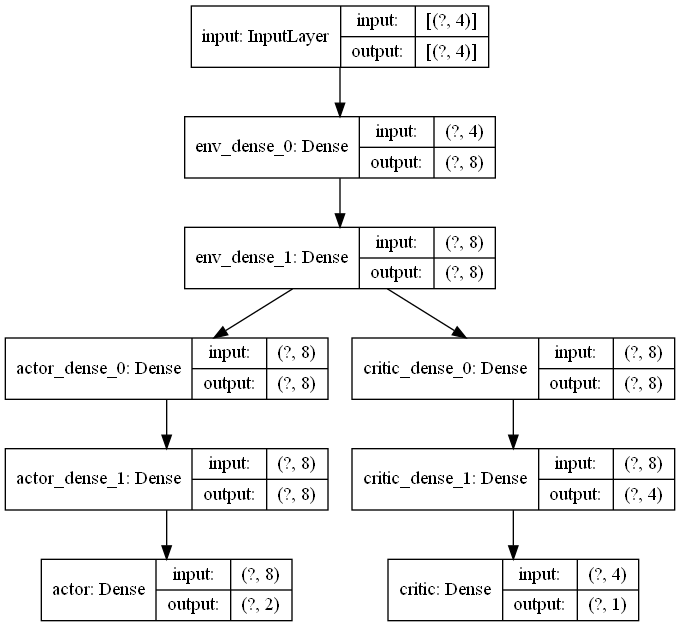 input: InputLayer
input: [(?, 4)]
output: [(?, 4)]
env_dense_0: Dense
input: (?, 4)
output: (?, 8)
env_dense_1: Dense
input: (?, 8)
output: (?, 8)
actor_dense_0: Dense
input: (?, 8)
output: (?, 8)
critic_dense_0: Dense
input: (?, 8)
output: (?, 8)
actor_dense_1: Dense
input: (?, 8)
output: (?, 8)
critic_dense_1: Dense
input: (?, 8)
output: (?, 4)
actor: Dense
input: (?, 8)
output: (?, 2)
critic: Dense
input: (?, 4)
output: (?, 1)